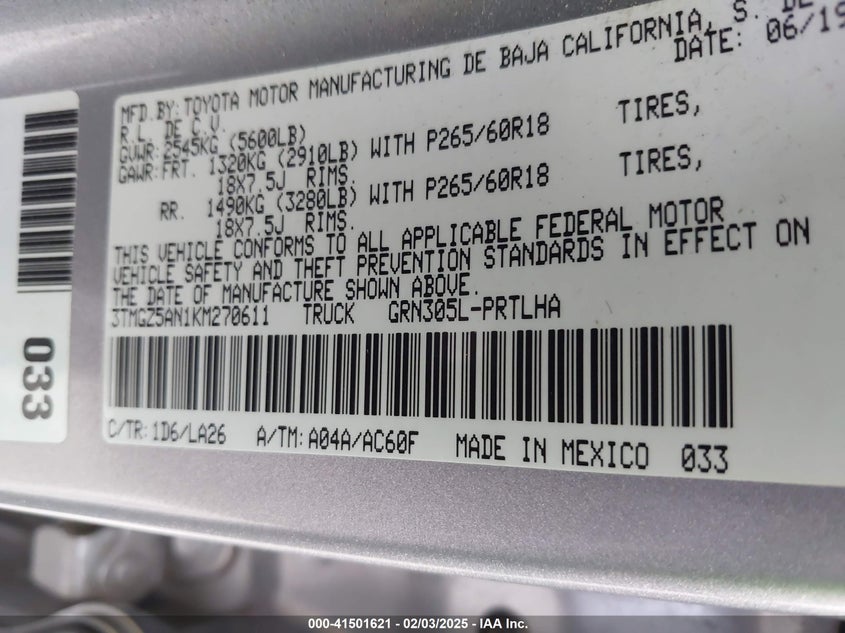 MFD.BY:TOYOTA MOTOR MANUFACTURING DE BAJA CALIFORNIA, S. DE
R.L. DE C.V. DATE: 06/19
GVWR:2545KG (5600LB)
GAWR:FRT. 1320KG (2910LB) WITH P265/60R18 TIRES,
18X7.5J RIMS.
RR. 1490KG (3280LB) WITH P265/60R18 TIRES,
18X7.5J RIMS.
THIS VEHICLE CONFORMS TO ALL APPLICABLE FEDERAL MOTOR
VEHICLE SAFETY AND THEFT PREVENTION STANDARDS IN EFFECT ON
THE DATE OF MANUFACTURE SHOWN ABOVE.
3TMGZ5AN1KM270611 TRUCK GRN305L-PRTLHA
C/TR:1D6/LA26 A/TM:A04A/AC60F MADE IN MEXICO 033
033
000-41501621 - 02/03/2025 - IAA Inc.